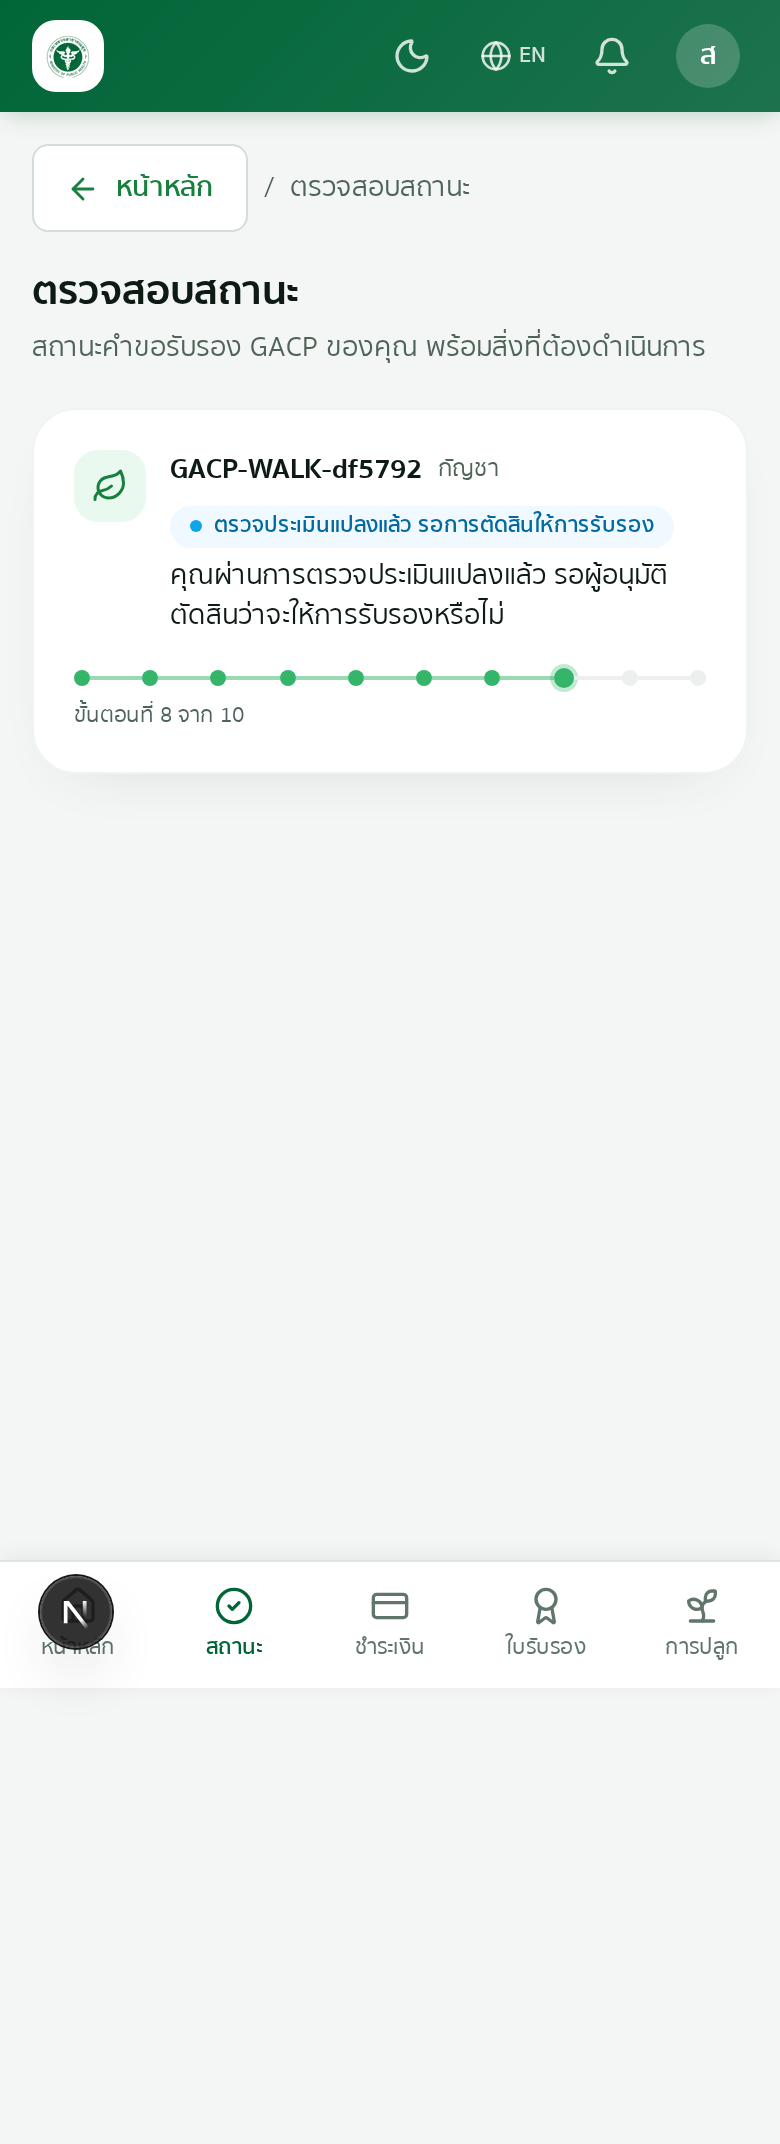 EN
ส
หน้าหลัก
/ ตรวจสอบสถานะ
ตรวจสอบสถานะ
สถานะคำขอรับรอง GACP ของคุณ พร้อมสิ่งที่ต้องดำเนินการ
GACP-WALK-df5792 กัญชา
ตรวจประเมินแปลงแล้ว รอการตัดสินให้การรับรอง
คุณผ่านการตรวจประเมินแปลงแล้ว รอผู้อนุมัติ
ตัดสินว่าจะให้การรับรองหรือไม่
ขั้นตอนที่ 8 จาก 10
N
หน้าหลัก
สถานะ
ชำระเงิน
ใบรับรอง
การปลูก